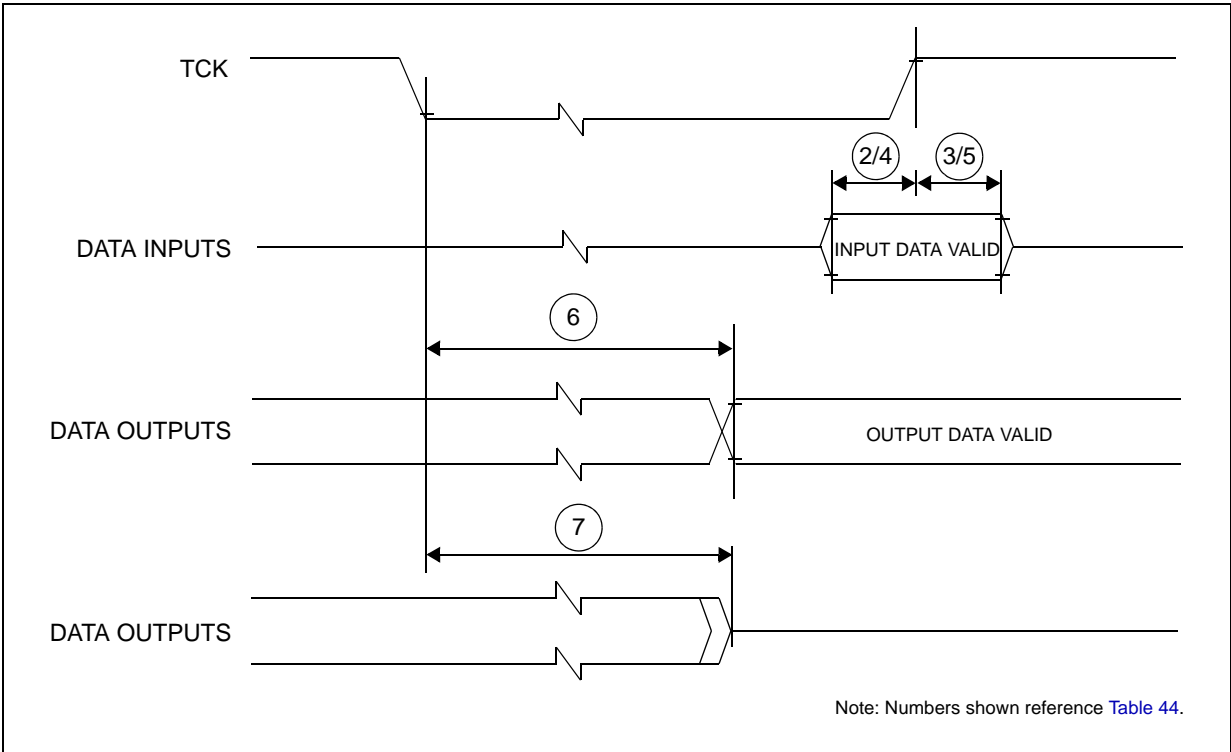 TCK
2/4
3/5
DATA INPUTS
INPUT DATA VALID
6
DATA OUTPUTS
OUTPUT DATA VALID
7
DATA OUTPUTS
Note: Numbers shown reference Table 44.